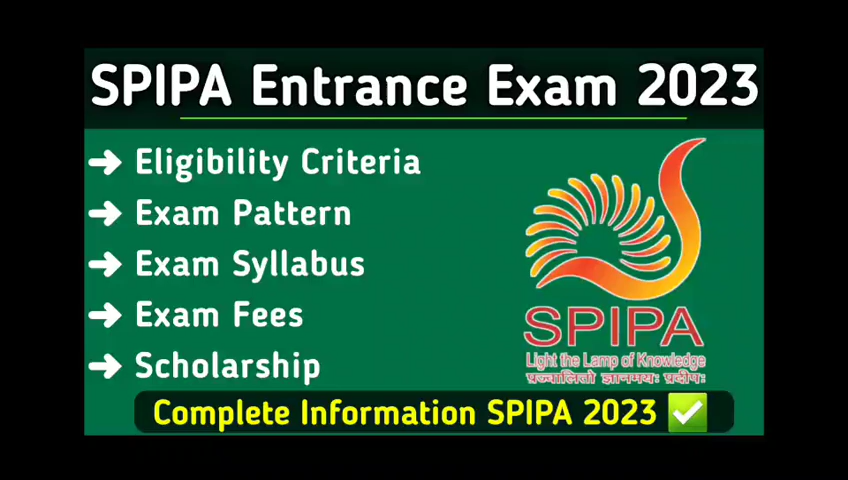 SPIPA Entrance Exam 2023
→ Eligibility Criteria
→ Exam Pattern
→ Exam Syllabus
→ Exam Fees
→ Scholarship
SPIPA
Light the Lamp of Knowledge
प्रज्वालितो ज्ञानमयः प्रदीपः
Complete Information SPIPA 2023 ✅